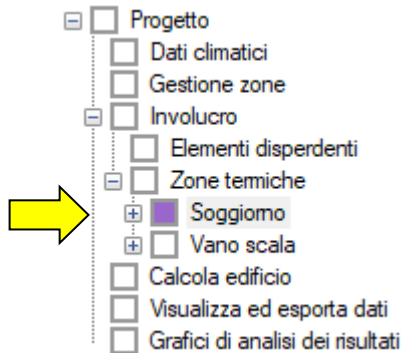 Progetto
Dati climatici
Gestione zone
Involucro
Elementi disperdenti
Zone termiche
Soggiorno
Vano scala
Calcola edificio
Visualizza ed esporta dati
Grafici di analisi dei risultati